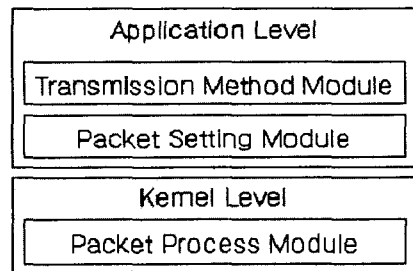 Application Level
Transmission Method Module
Packet Setting Module
Kernel Level
Packet Process Module